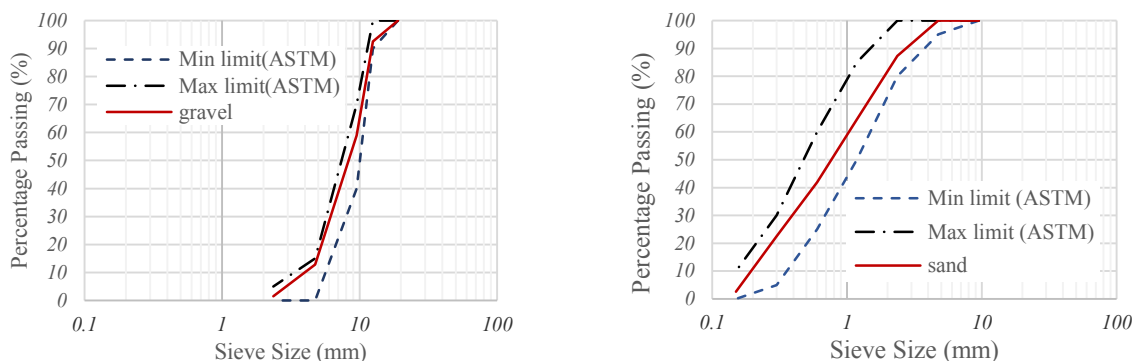 Percentage Passing (%)
100
90
80
70
60
50
40
30
20
10
0
Min limit(ASTM)
Max limit(ASTM)
gravel
0.1 1 10 100
Sieve Size (mm)
Percentage Passing (%)
100
90
80
70
60
50
40
30
20
10
0
Min limit (ASTM)
Max limit (ASTM)
sand
0.1 1 10 100
Sieve Size (mm)